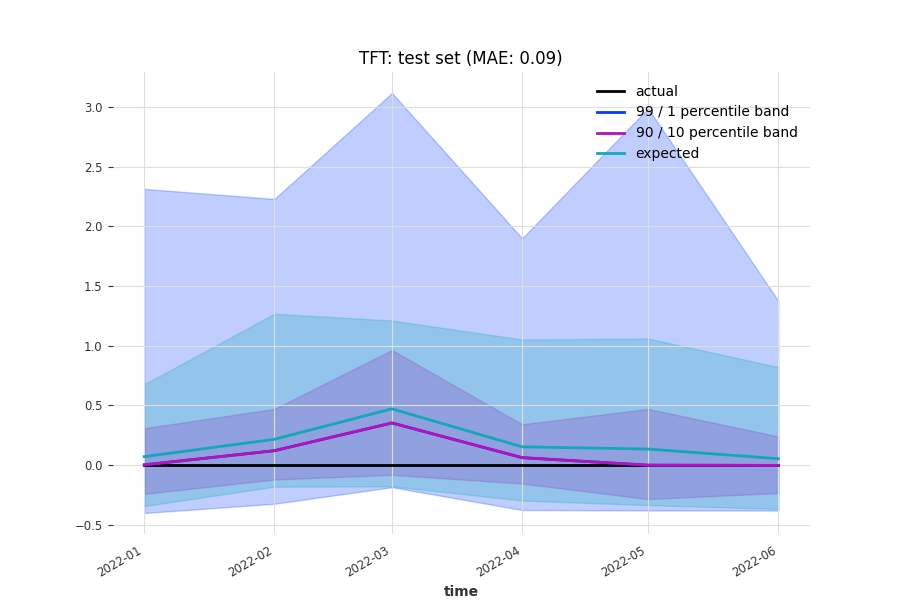 TFT: test set (MAE: 0.09)
actual
99 / 1 percentile band
90 / 10 percentile band
expected
3.0
2.5
2.0
1.5
1.0
0.5
0.0
−0.5
2022-01
2022-02
2022-03
2022-04
2022-05
2022-06
time